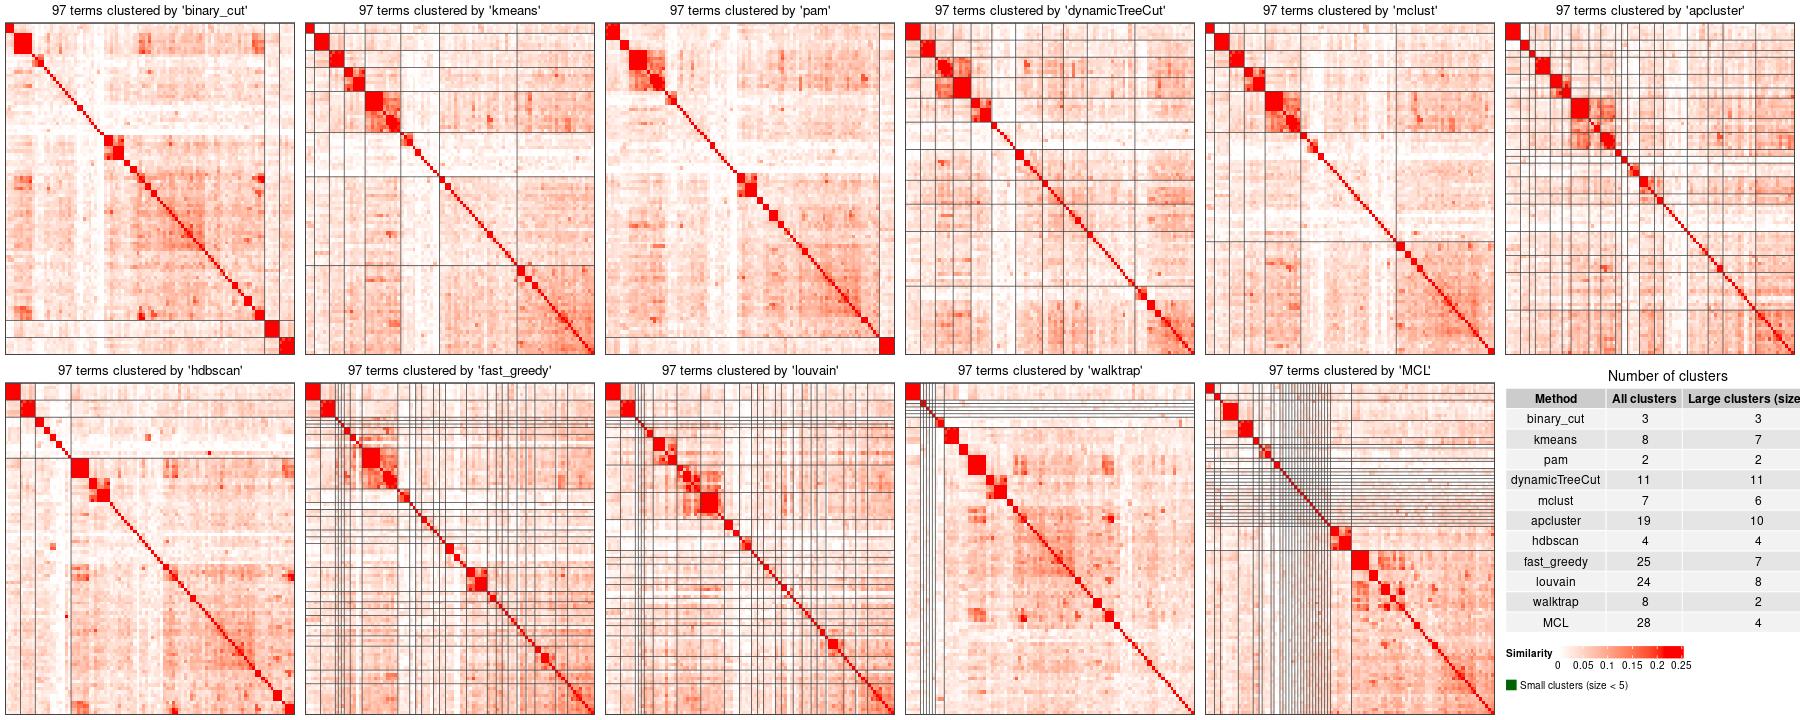 97 terms clustered by 'binary_cut'
97 terms clustered by 'kmeans'
97 terms clustered by 'pam'
97 terms clustered by 'dynamicTreeCut'
97 terms clustered by 'mclust'
97 terms clustered by 'apcluster'
97 terms clustered by 'hdbscan'
97 terms clustered by 'fast_greedy'
97 terms clustered by 'louvain'
97 terms clustered by 'walktrap'
97 terms clustered by 'MCL'
Number of clusters
Method All clusters Large clusters (size
binary_cut 3 3
kmeans 8 7
pam 2 2
dynamicTreeCut 11 11
mclust 7 6
apcluster 19 10
hdbscan 4 4
fast_greedy 25 7
louvain 24 8
walktrap 8 2
MCL 28 4
Similarity
0 0.05 0.1 0.15 0.2 0.25
Small clusters (size < 5)